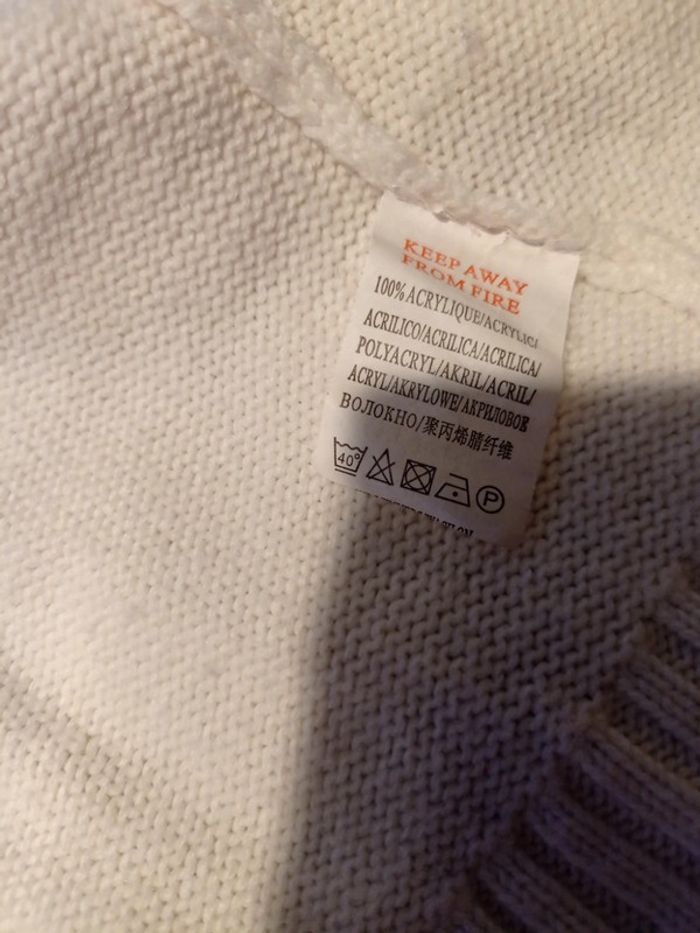 KEEP AWAY
FROM FIRE
100% ACRYLIQUE/ACRYLIC/
ACRILICO/ACRILICA/ACRILICA/
POLYACRYL/AKRIL/ACRIL/
ACRYL/AKRYLOWE/АКРИЛОВОЕ
ВОЛОКНО/聚丙烯腈纤维
40° P